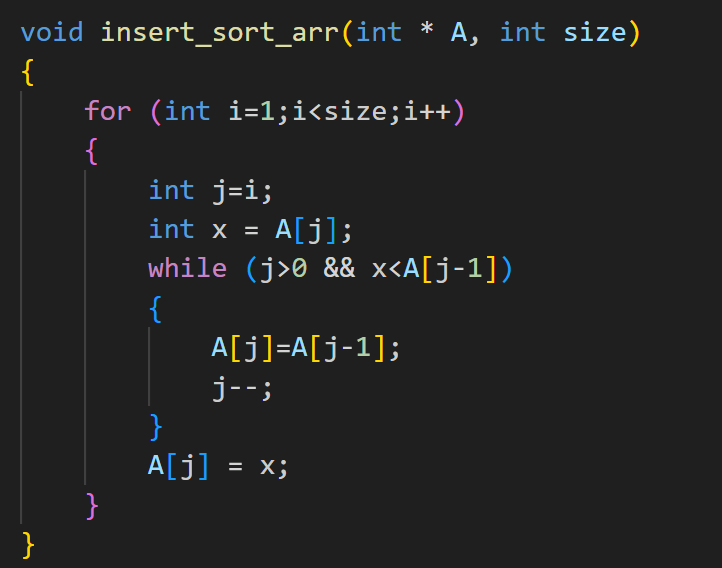 void insert_sort_arr(int * A, int size)
{
    for (int i=1;i<size;i++)
    {
        int j=i;
        int x = A[j];
        while (j>0 && x<A[j-1])
        {
            A[j]=A[j-1];
            j--;
        }
        A[j] = x;
    }
}